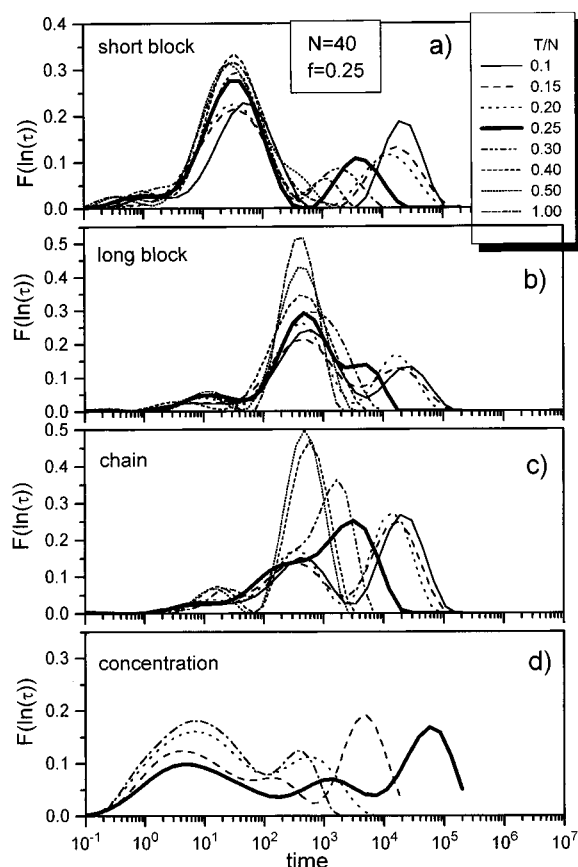 short block
N=40
f=0.25
a)
T/N
0.1
0.15
0.20
0.25
0.30
0.40
0.50
1.00
F(ln(τ))
0.4
0.3
0.2
0.1
0.0
long block
b)
F(ln(τ))
0.5
0.4
0.3
0.2
0.1
0.0
chain
c)
F(ln(τ))
0.5
0.4
0.3
0.2
0.1
0.0
concentration
d)
F(ln(τ))
0.3
0.2
0.1
0.0
10⁻¹ 10⁰ 10¹ 10² 10³ 10⁴ 10⁵ 10⁶ 10⁷
time